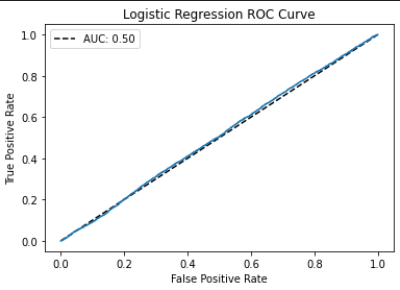 Logistic Regression ROC Curve
AUC: 0.50
1.0
0.8
0.6
0.4
0.2
0.0
True Positive Rate
0.0 0.2 0.4 0.6 0.8 1.0
False Positive Rate